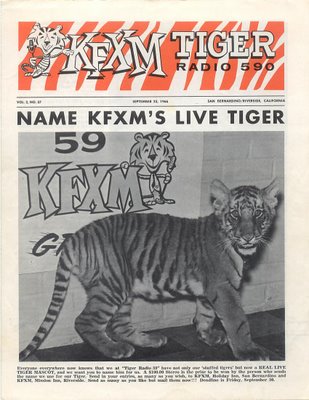 KFXM TIGER
RADIO 590
VOL. 2, NO. 37 SEPTEMBER 23, 1966 SAN BERNARDINO/RIVERSIDE, CALIFORNIA
NAME KFXM'S LIVE TIGER
59
KFXM
Everyone everywhere now knows that we at "Tiger Radio 59" have not only our 'stuffed tigers' but now a REAL LIVE
TIGER MASCOT, and we want you to name him for us. A $100.00 Stereo is the prize to be won by the person who sends
the name we use for our Tiger. Send in your entries, as many as you wish, to KFXM, Holiday Inn, San Bernardino and
KFXM, Mission Inn, Riverside. Send as many as you like but mail them now!!! Deadline is Friday, September 30.